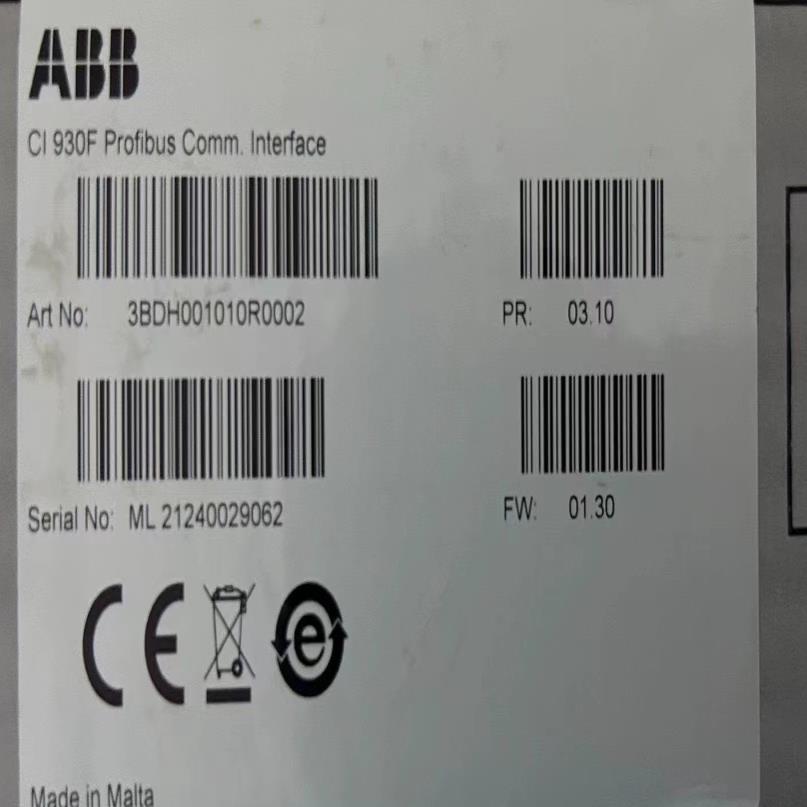 ABB
CI 930F Profibus Comm. Interface
Art No: 3BDH001010R0002 PR: 03.10
Serial No: ML 21240029062 FW: 01.30
CE e
Made in Malta